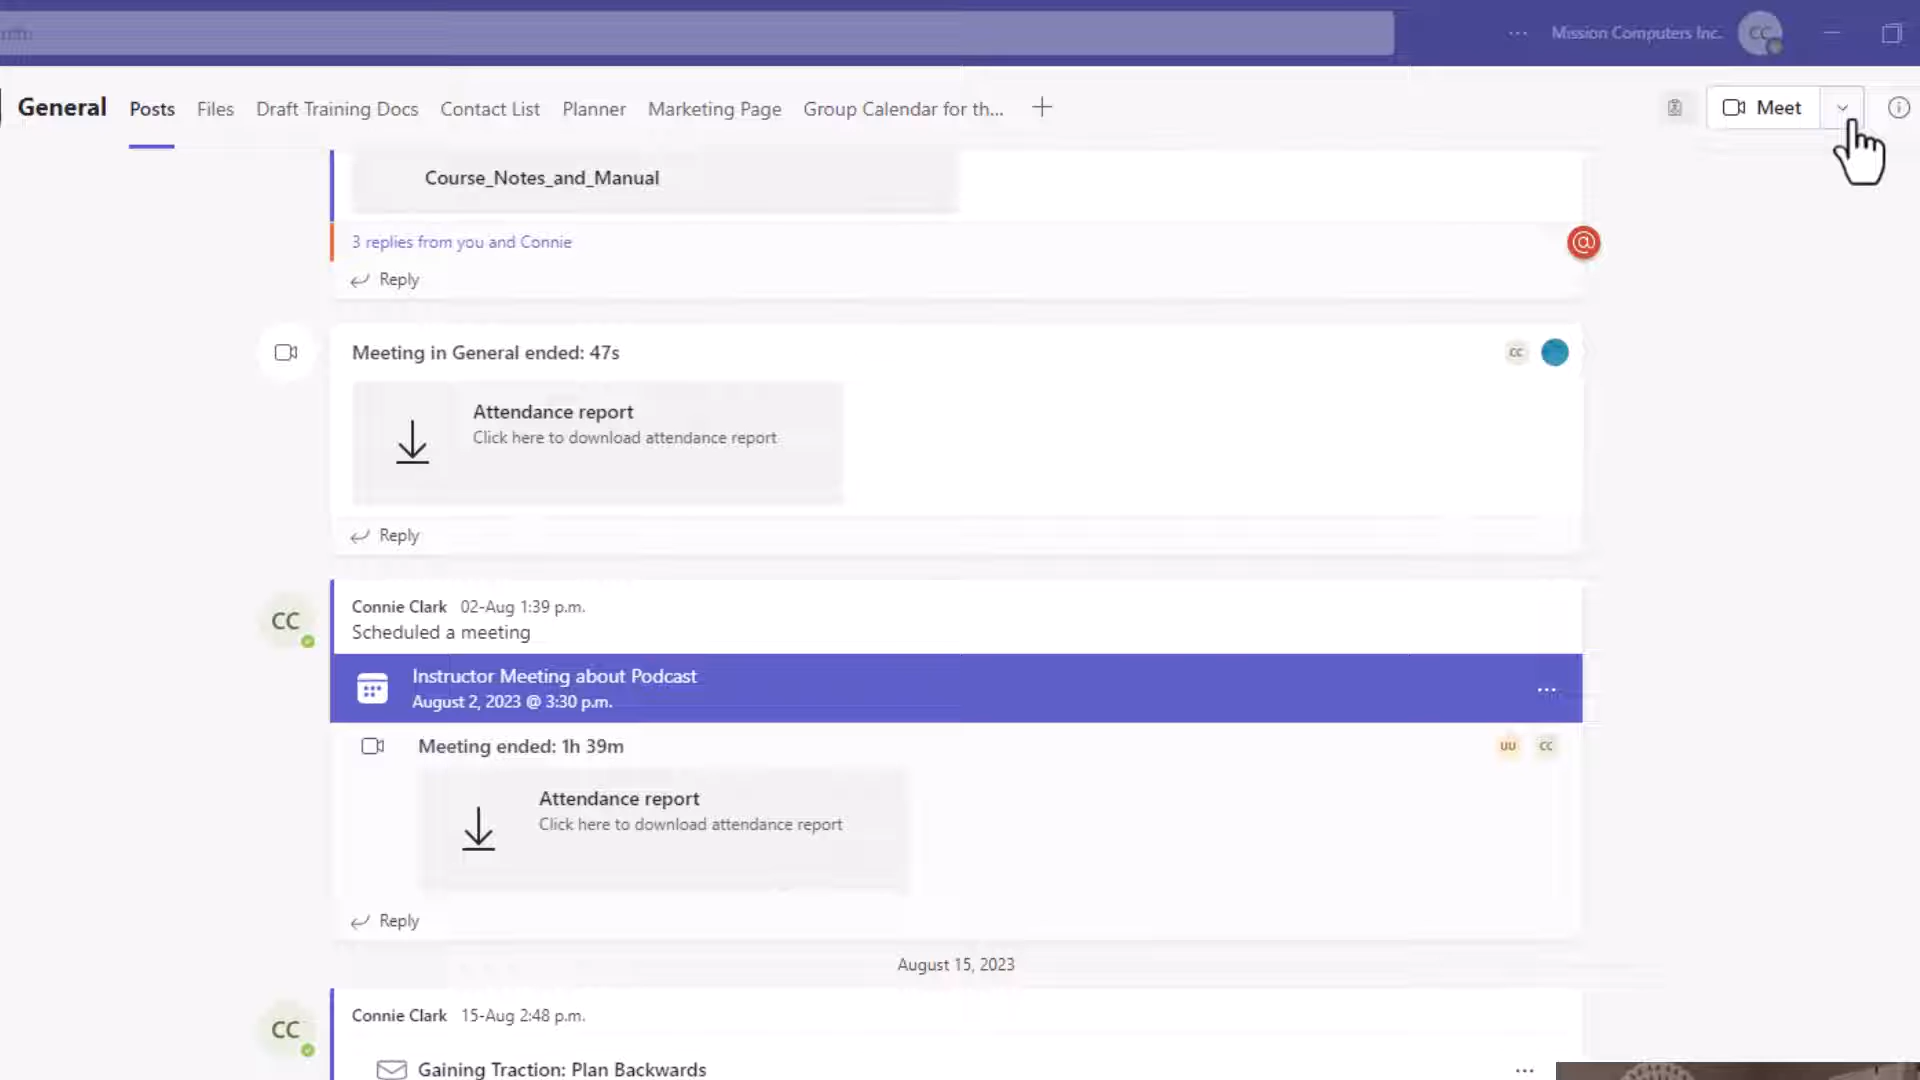 Mission Computers Inc.
CC
General
Posts
Files
Draft Training Docs
Contact List
Planner
Marketing Page
Group Calendar for th...
Meet
Course_Notes_and_Manual
3 replies from you and Connie
@
Reply
Meeting in General ended: 47s
CC
Attendance report
Click here to download attendance report
Reply
CC
Connie Clark 02-Aug 1:39 p.m.
Scheduled a meeting
Instructor Meeting about Podcast
August 2, 2023 @ 3:30 p.m.
Meeting ended: 1h 39m
UU
CC
Attendance report
Click here to download attendance report
Reply
August 15, 2023
CC
Connie Clark 15-Aug 2:48 p.m.
Gaining Traction: Plan Backwards